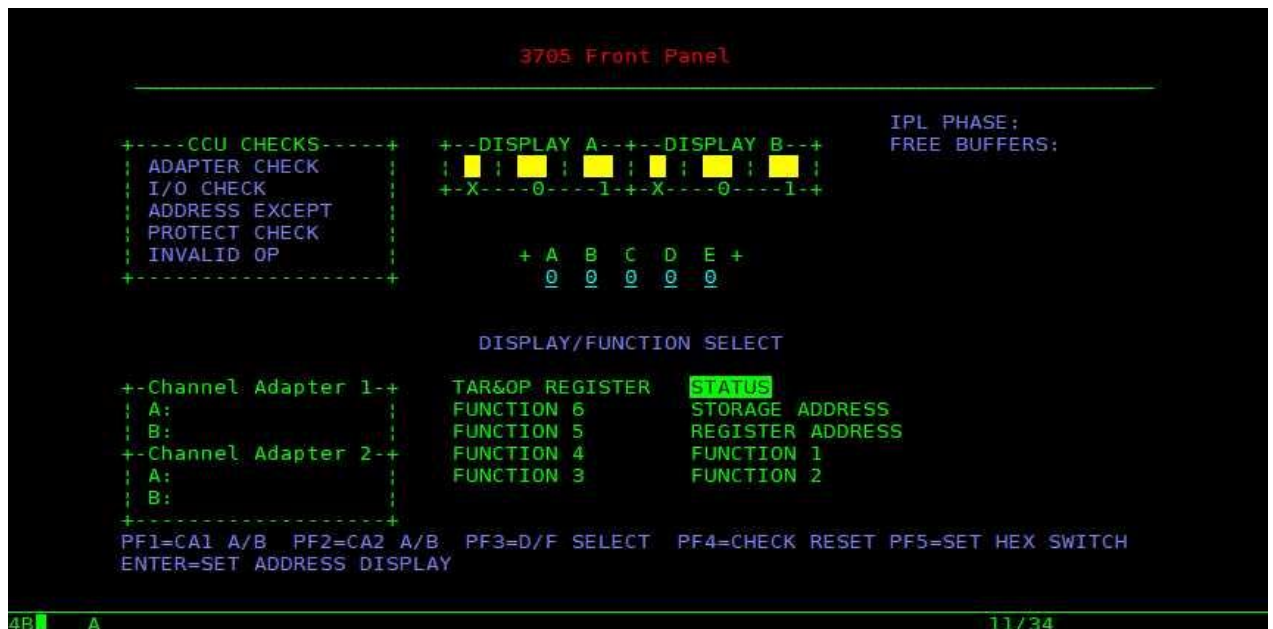 3705 Front Panel
IPL PHASE:
+----CCU CHECKS-----+ +--DISPLAY A--+--DISPLAY B--+ FREE BUFFERS:
¦ ADAPTER CHECK ¦ ¦ ¦ ¦ ¦ ¦ ¦ ¦
¦ I/O CHECK ¦ +-X----0----1-+-X----0----1-+
¦ ADDRESS EXCEPT ¦
¦ PROTECT CHECK ¦
¦ INVALID OP ¦ + A B C D E +
+-------------------+ 0 0 0 0 0
DISPLAY/FUNCTION SELECT
+-Channel Adapter 1-+ TAR&OP REGISTER STATUS
¦ A: ¦ FUNCTION 6 STORAGE ADDRESS
¦ B: ¦ FUNCTION 5 REGISTER ADDRESS
+-Channel Adapter 2-+ FUNCTION 4 FUNCTION 1
¦ A: ¦ FUNCTION 3 FUNCTION 2
¦ B: ¦
+-------------------+
PF1=CA1 A/B PF2=CA2 A/B PF3=D/F SELECT PF4=CHECK RESET PF5=SET HEX SWITCH
ENTER=SET ADDRESS DISPLAY
4B A 11/34